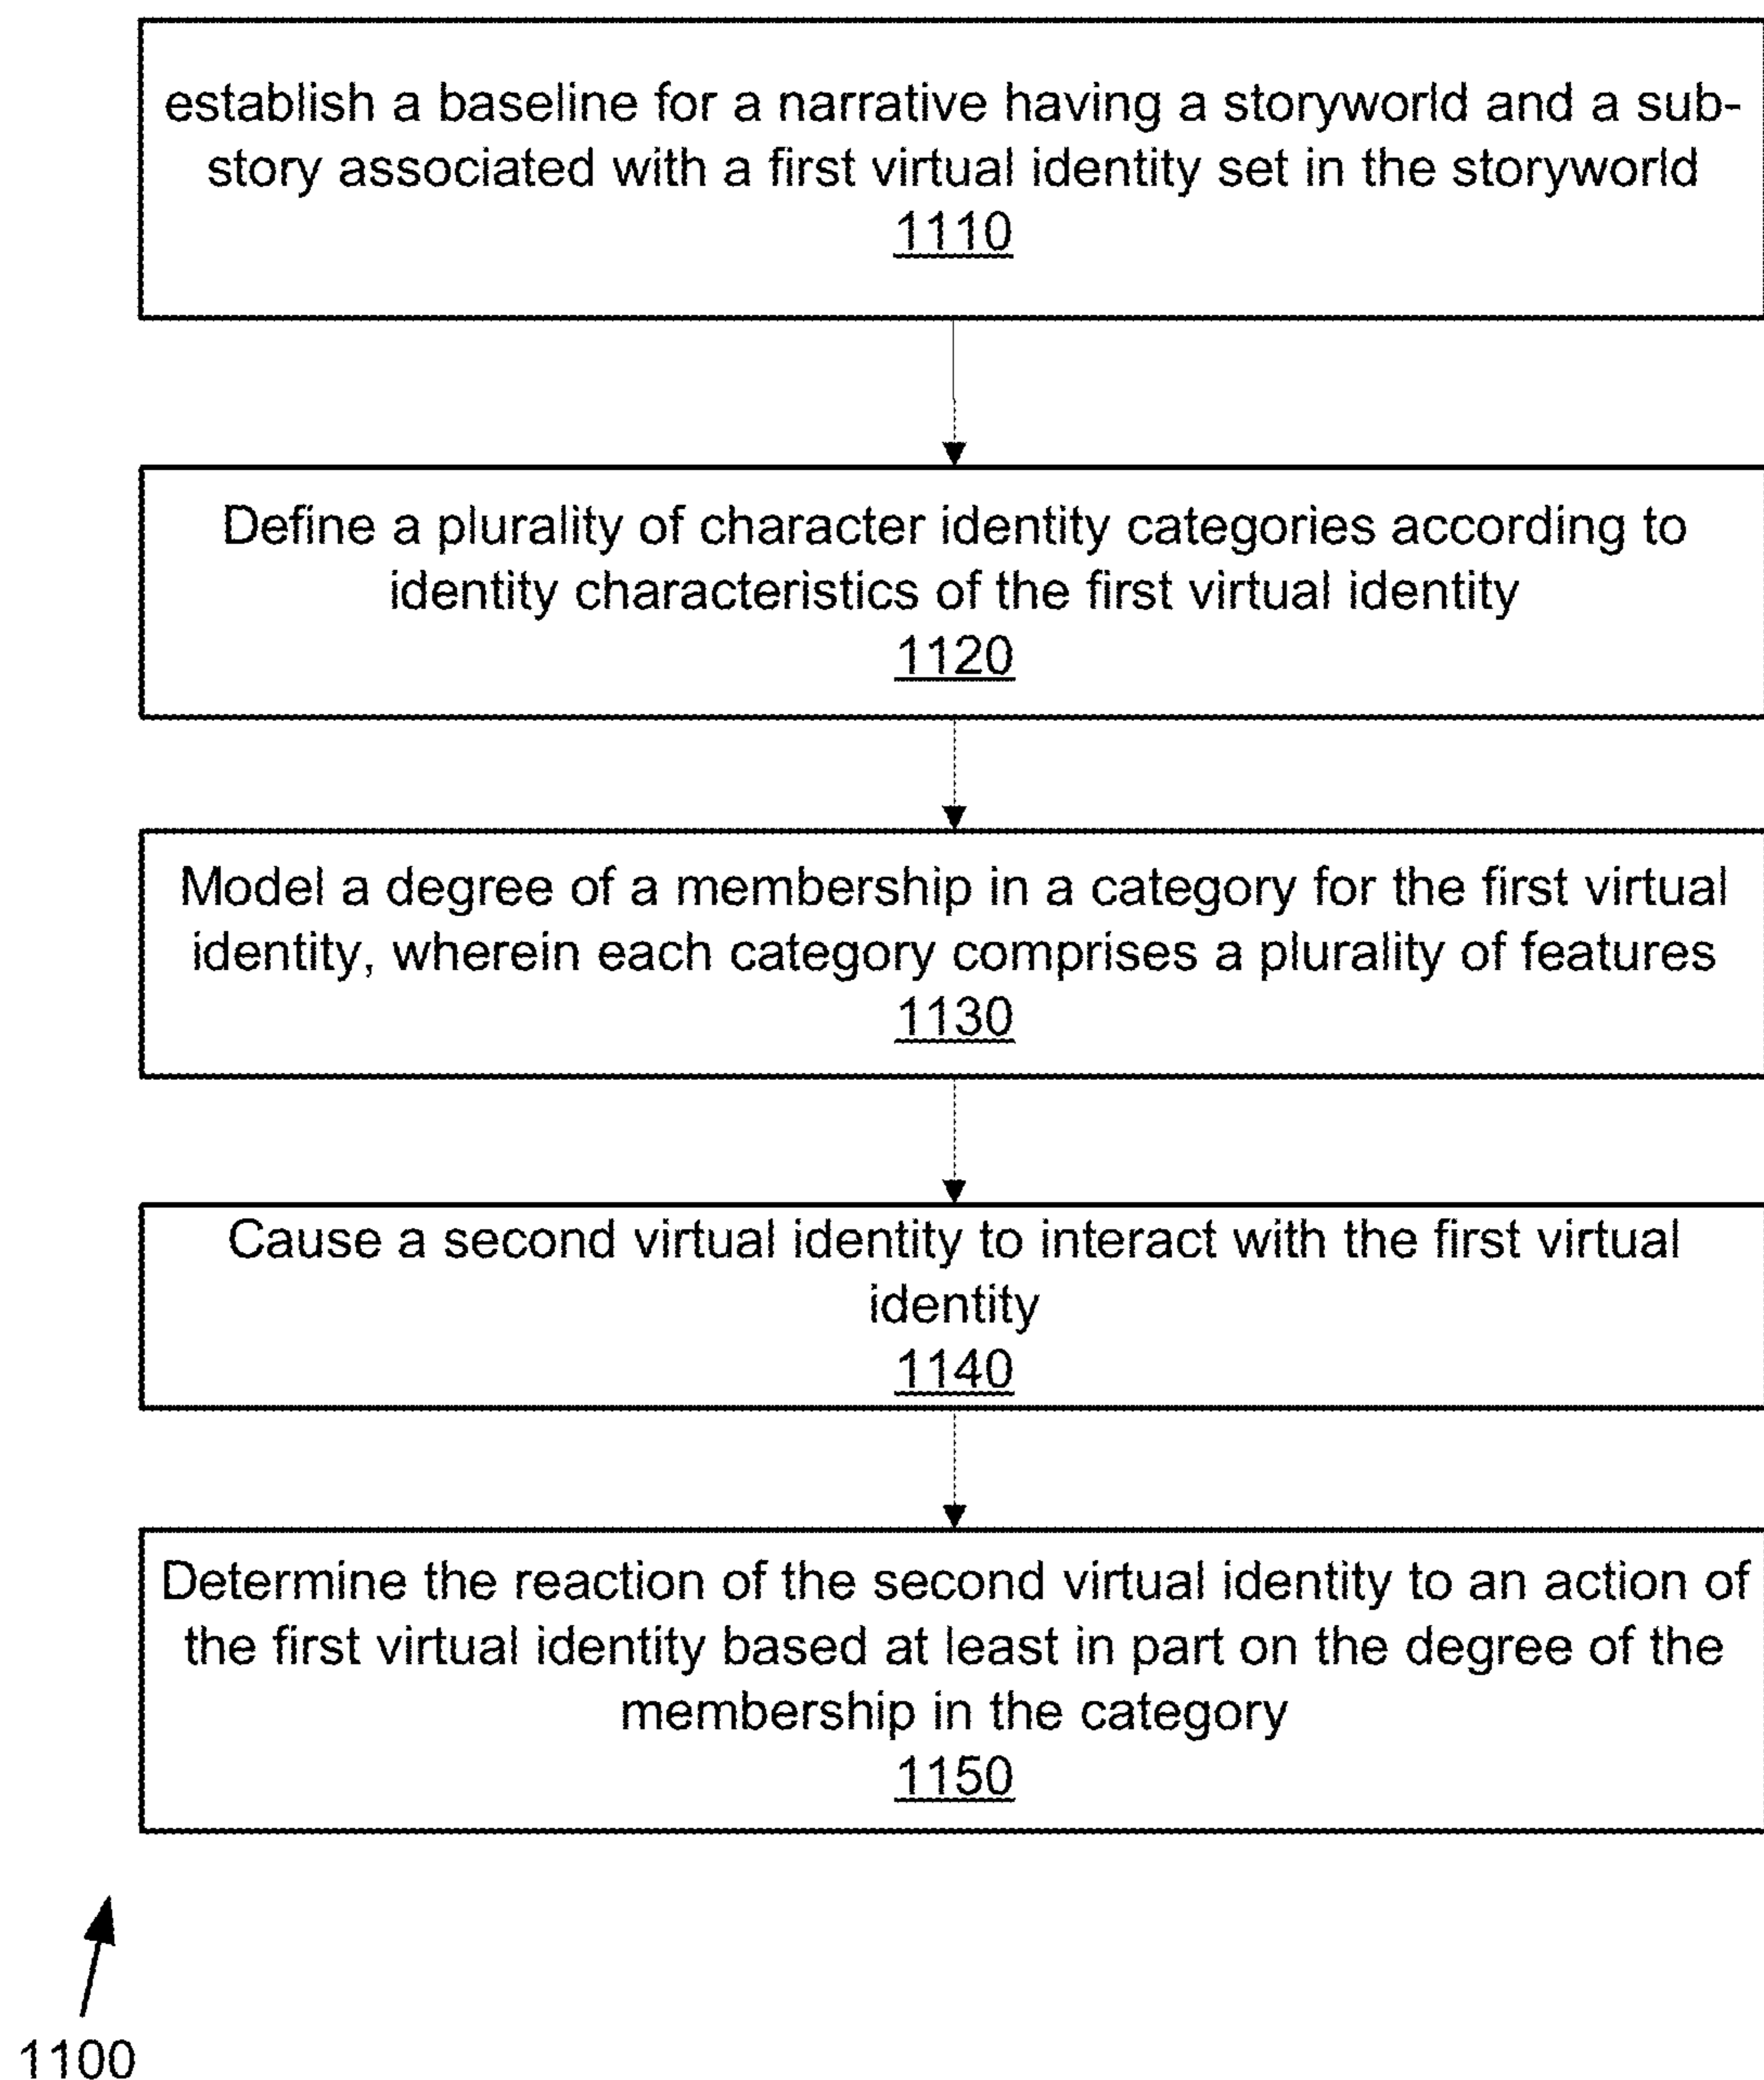 establish a baseline for a narrative having a storyworld and a sub-
story associated with a first virtual identity set in the storyworld
1110
Define a plurality of character identity categories according to
identity characteristics of the first virtual identity
1120
Model a degree of a membership in a category for the first virtual
identity, wherein each category comprises a plurality of features
1130
Cause a second virtual identity to interact with the first virtual
identity
1140
Determine the reaction of the second virtual identity to an action of
the first virtual identity based at least in part on the degree of the
membership in the category
1150
1100